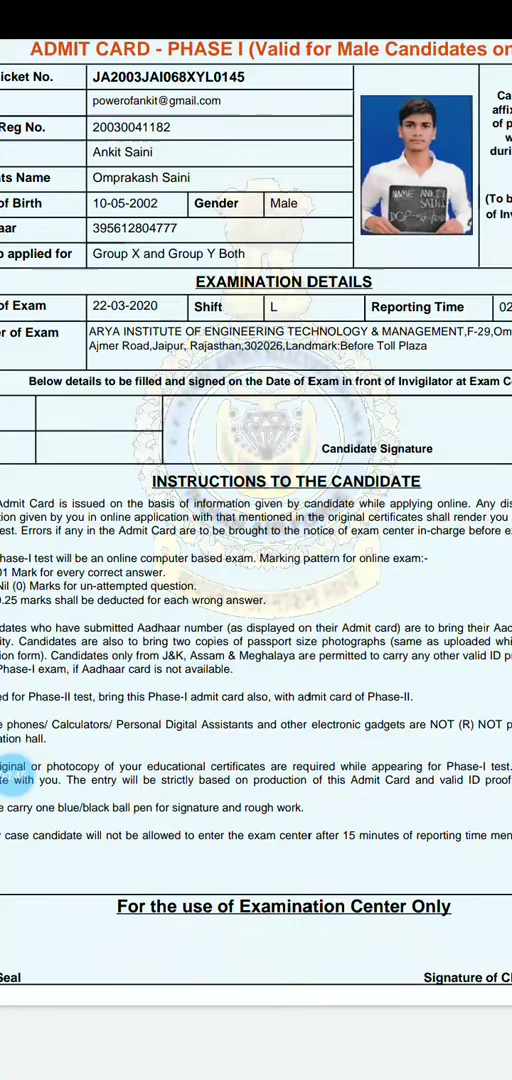 ADMIT CARD - PHASE I (Valid for Male Candidates on
icket No. JA2003JAI068XYL0145
powerofankit@gmail.com
Reg No. 20030041182
Ankit Saini
ts Name Omprakash Saini
of Birth 10-05-2002 Gender Male
aar 395612804777
p applied for Group X and Group Y Both
Ca
affix
of p
w
duri
(To b
of Inv
NAME ANKIT
SAINI
EXAMINATION DETAILS
of Exam 22-03-2020 Shift L Reporting Time 02
er of Exam ARYA INSTITUTE OF ENGINEERING TECHNOLOGY & MANAGEMENT,F-29,Om
Ajmer Road,Jaipur, Rajasthan,302026,Landmark:Before Toll Plaza
Below details to be filled and signed on the Date of Exam in front of Invigilator at Exam C
Candidate Signature
INSTRUCTIONS TO THE CANDIDATE
Admit Card is issued on the basis of information given by candidate while applying online. Any dis
tion given by you in online application with that mentioned in the original certificates shall render you
est. Errors if any in the Admit Card are to be brought to the notice of exam center in-charge before e
hase-I test will be an online computer based exam. Marking pattern for online exam:-
01 Mark for every correct answer.
Nil (0) Marks for un-attempted question.
0.25 marks shall be deducted for each wrong answer.
dates who have submitted Aadhaar number (as displayed on their Admit card) are to bring their Aad
ity. Candidates are also to bring two copies of passport size photographs (same as uploaded whi
ion form). Candidates only from J&K, Assam & Meghalaya are permitted to carry any other valid ID pr
Phase-I exam, if Aadhaar card is not available.
ed for Phase-II test, bring this Phase-I admit card also, with admit card of Phase-II.
e phones/ Calculators/ Personal Digital Assistants and other electronic gadgets are NOT (R) NOT p
ation hall.
iginal or photocopy of your educational certificates are required while appearing for Phase-I test.
te with you. The entry will be strictly based on production of this Admit Card and valid ID proof
e carry one blue/black ball pen for signature and rough work.
y case candidate will not be allowed to enter the exam center after 15 minutes of reporting time men
For the use of Examination Center Only
Seal Signature of C